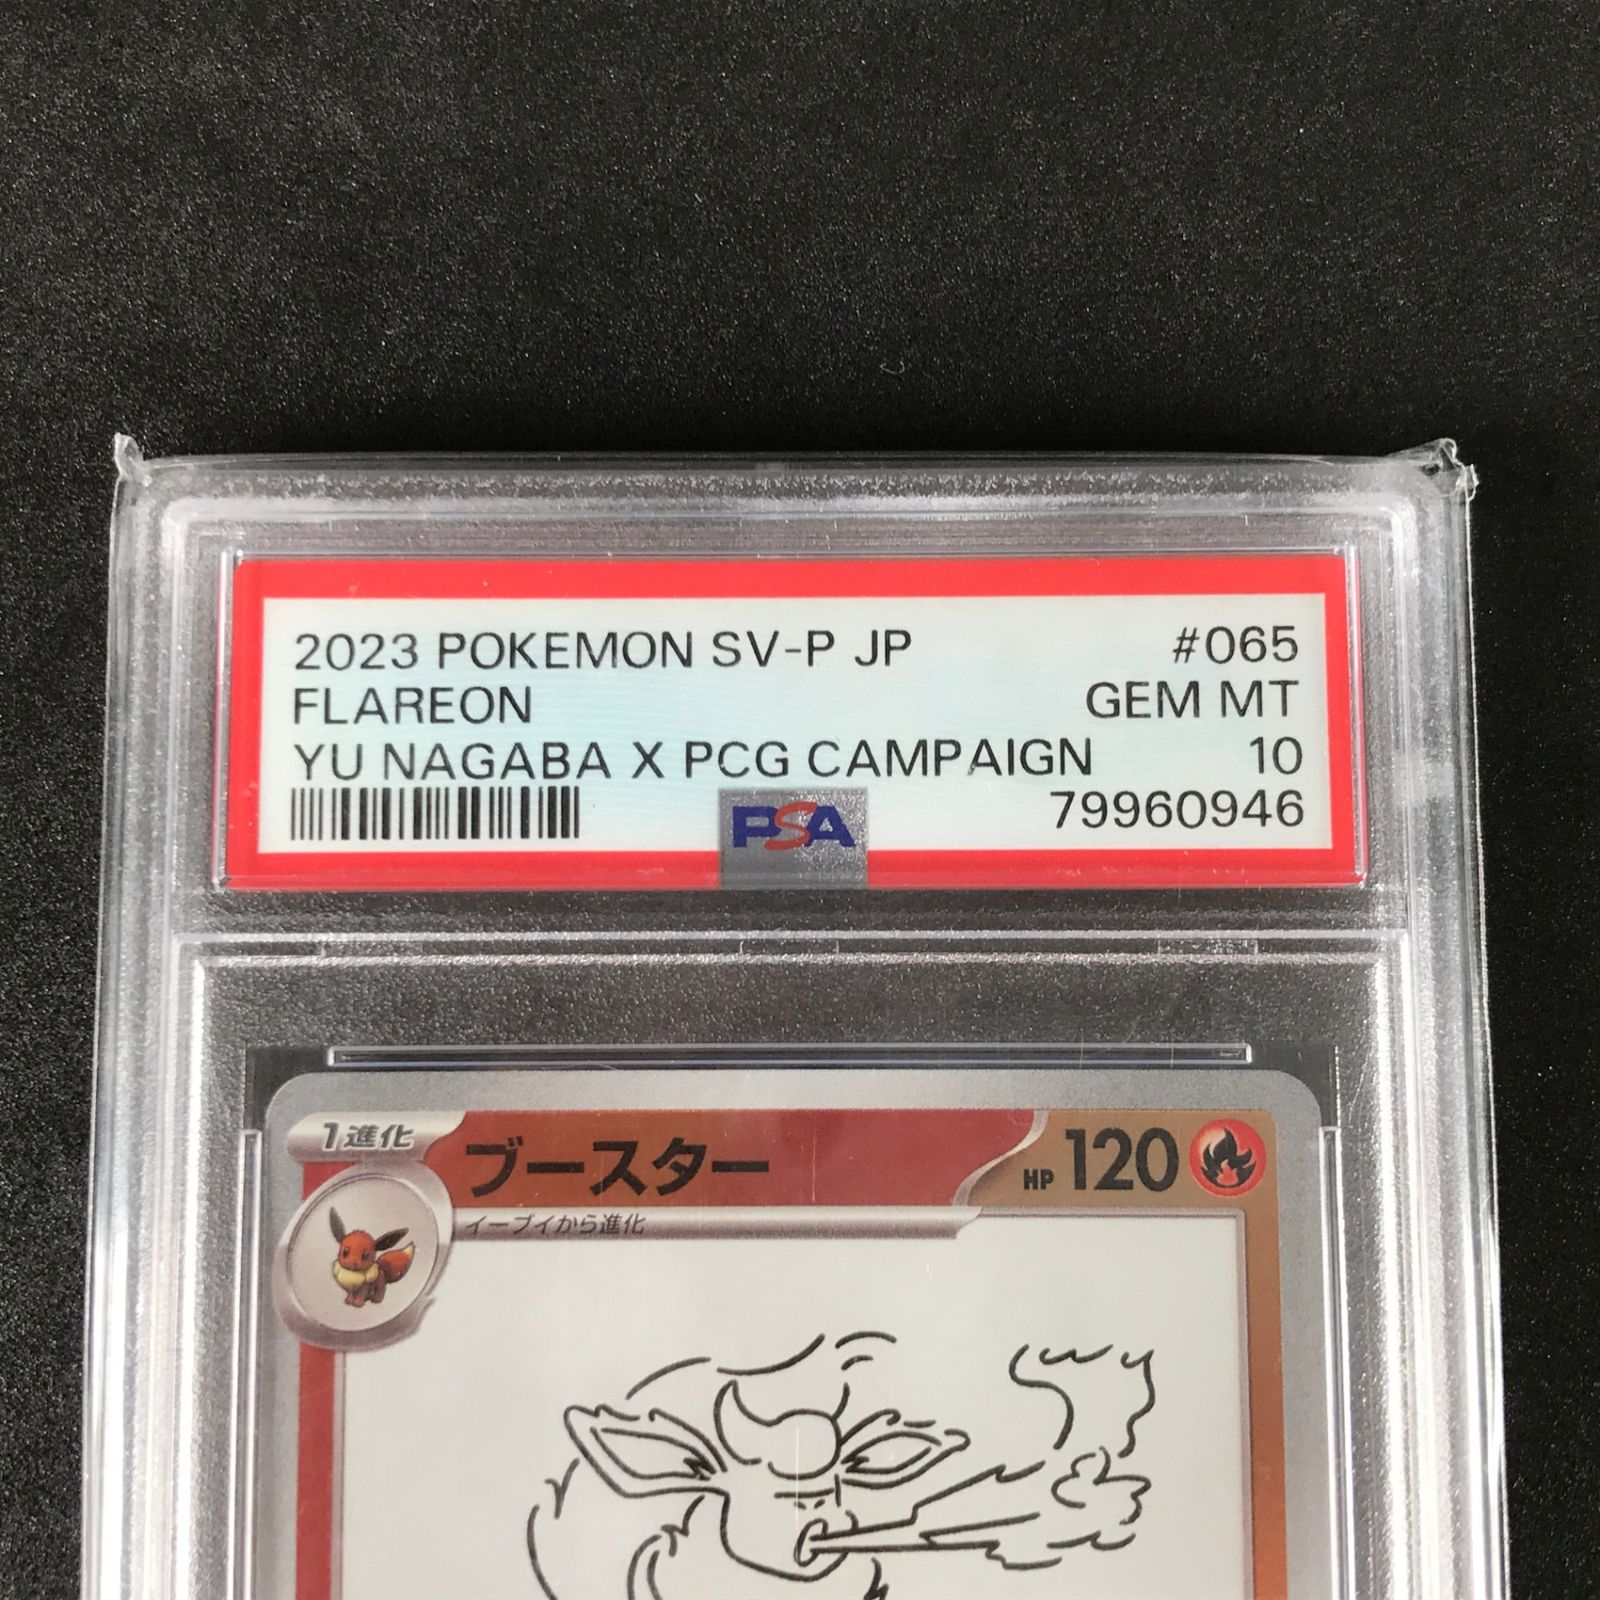 2023 POKEMON SV-P JP #065
FLAREON GEM MT
YU NAGABA X PCG CAMPAIGN 10
PSA 79960946
1進化 ブースター HP 120
イーブイから進化